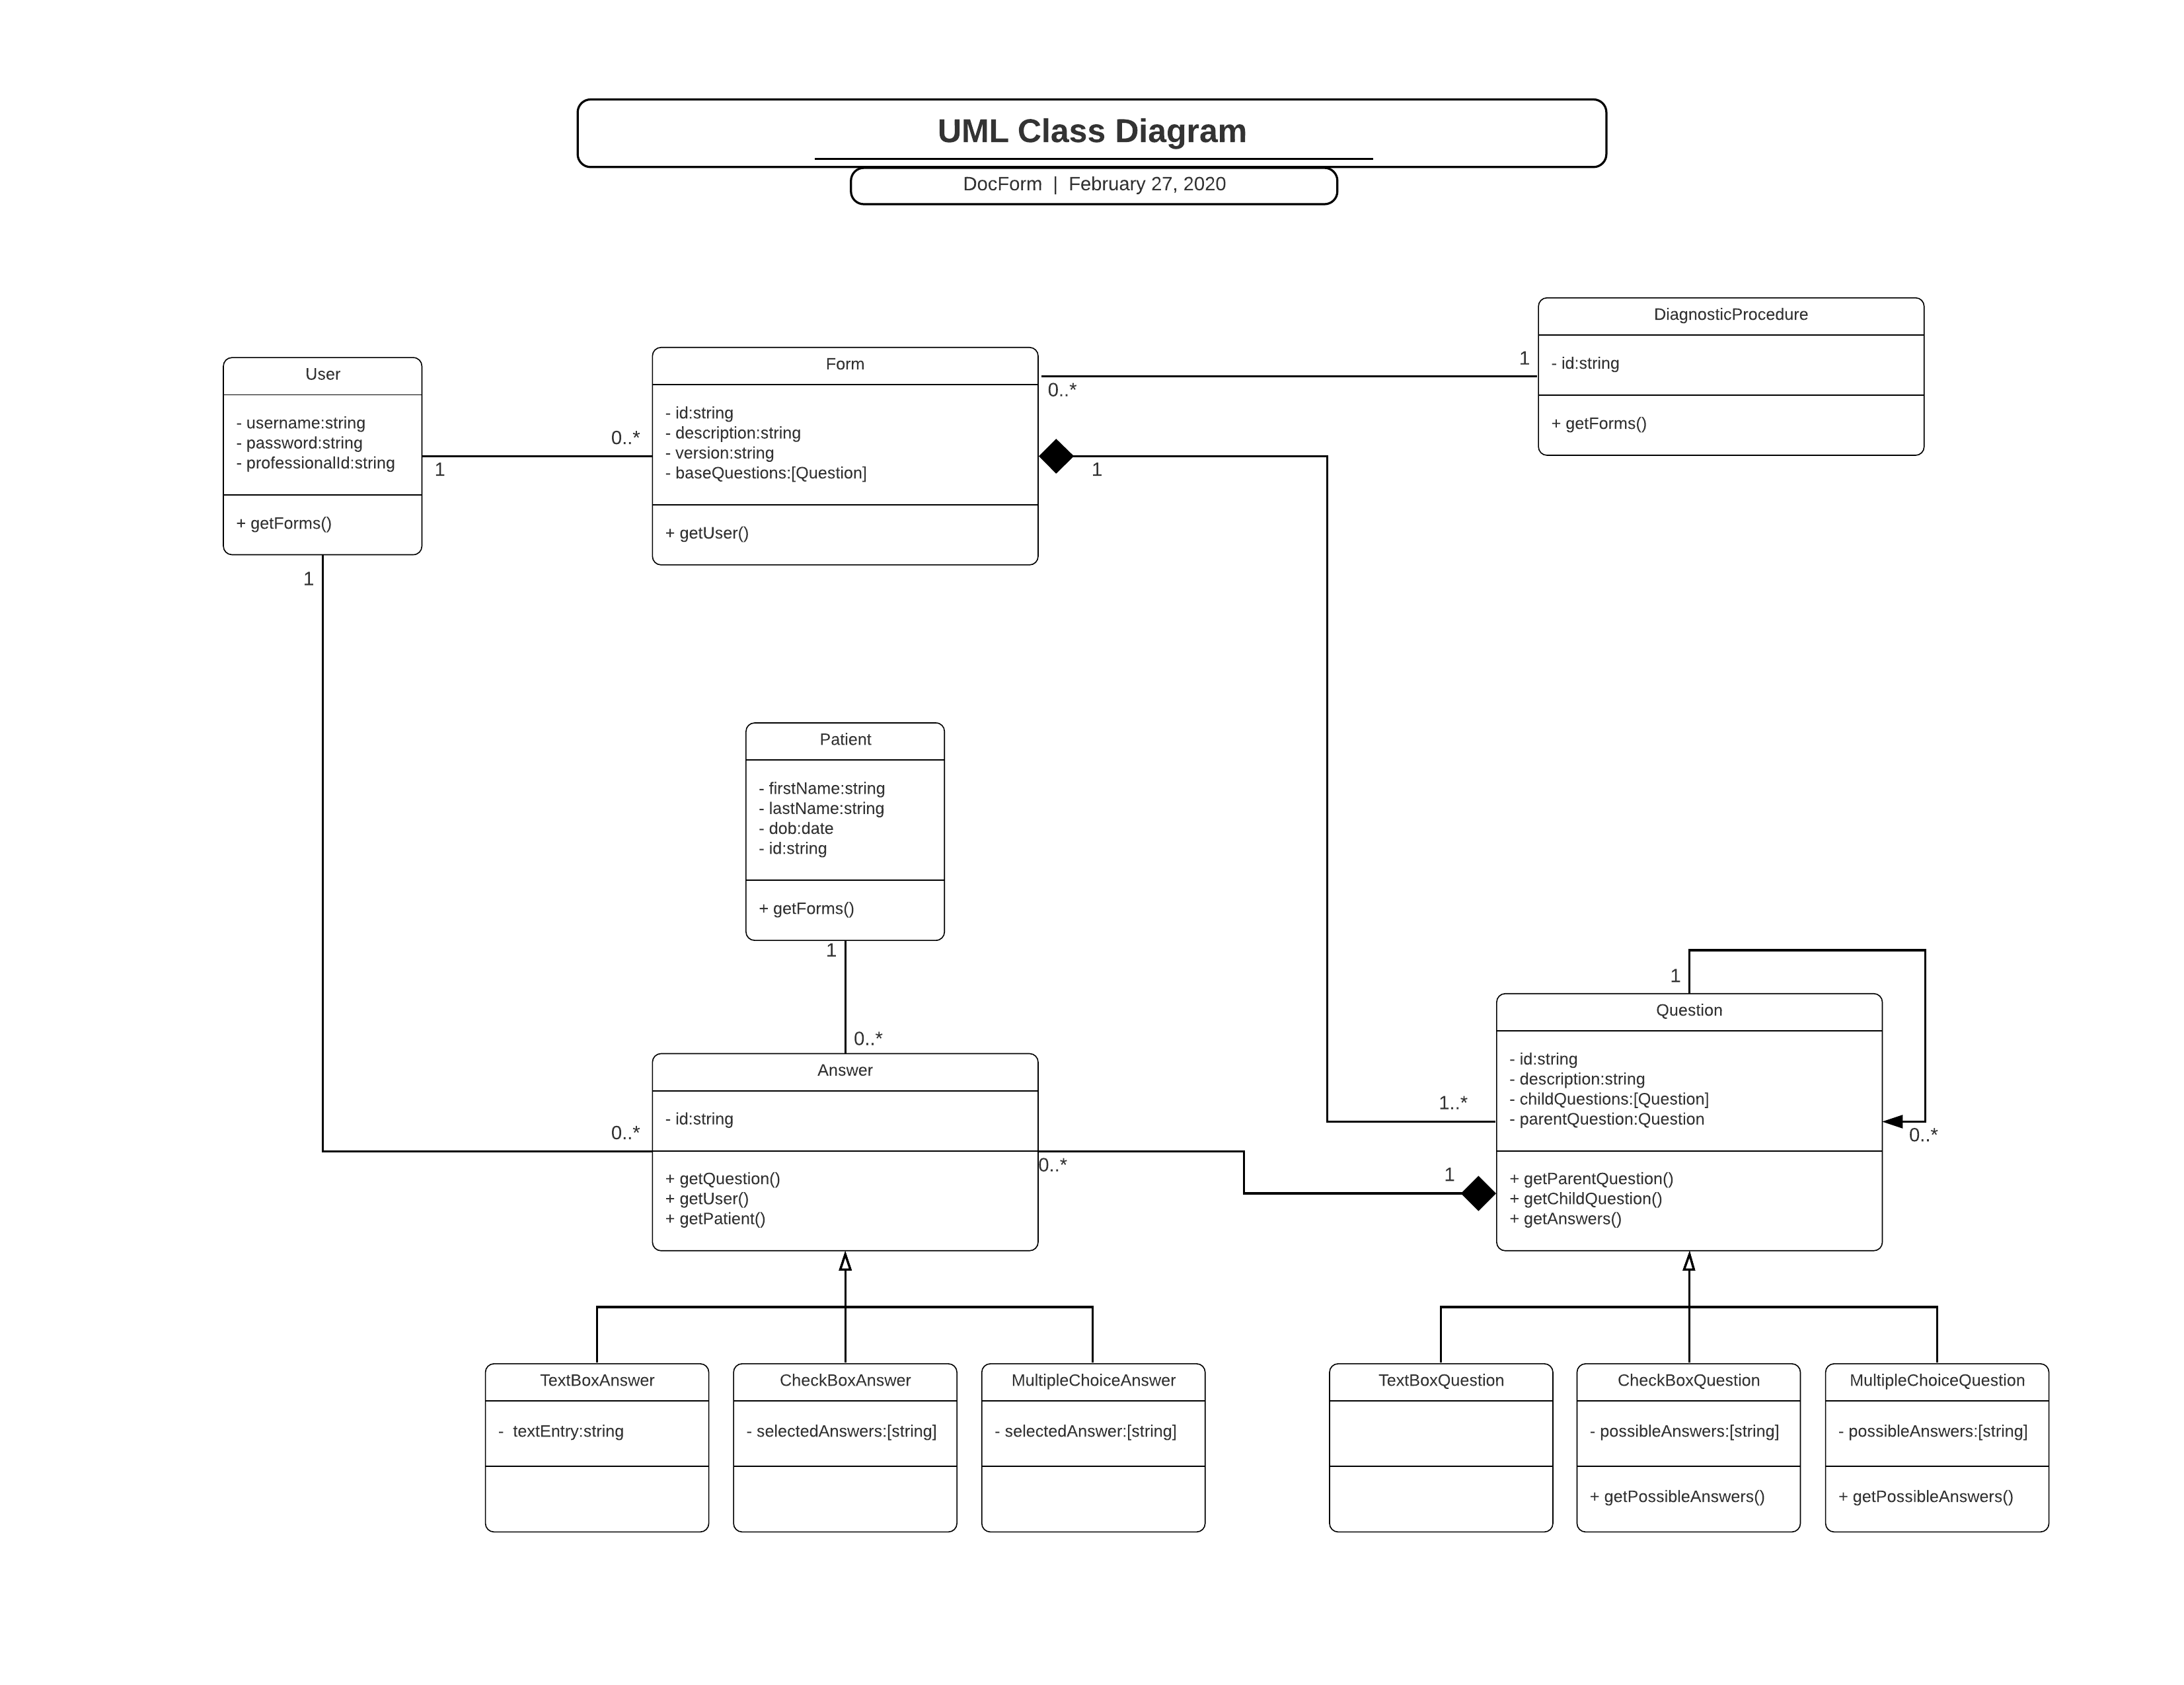 UML Class Diagram
DocForm | February 27, 2020
User
- username:string
- password:string
- professionalId:string
+ getForms()
1
0..*
1
Form
- id:string
- description:string
- version:string
- baseQuestions:[Question]
+ getUser()
0..*
1
1
DiagnosticProcedure
- id:string
+ getForms()
Patient
- firstName:string
- lastName:string
- dob:date
- id:string
+ getForms()
1
0..*
Answer
- id:string
+ getQuestion()
+ getUser()
+ getPatient()
0..*
0..*
1
1..*
1
0..*
Question
- id:string
- description:string
- childQuestions:[Question]
- parentQuestion:Question
+ getParentQuestion()
+ getChildQuestion()
+ getAnswers()
TextBoxAnswer
- textEntry:string
CheckBoxAnswer
- selectedAnswers:[string]
MultipleChoiceAnswer
- selectedAnswer:[string]
TextBoxQuestion
CheckBoxQuestion
- possibleAnswers:[string]
+ getPossibleAnswers()
MultipleChoiceQuestion
- possibleAnswers:[string]
+ getPossibleAnswers()